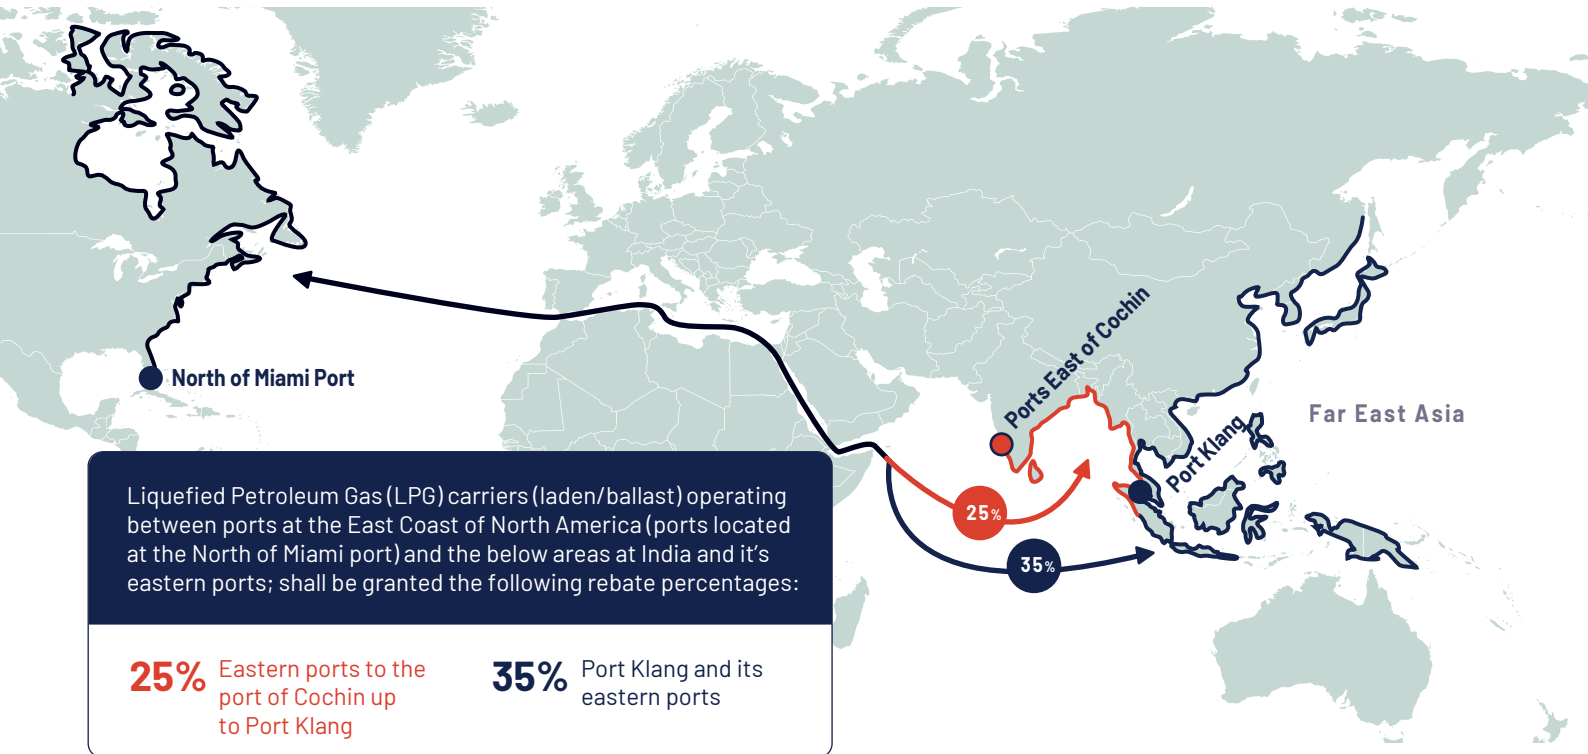 Ports East of Cochin
North of Miami Port
Far East Asia
Port Klang
25%
35%
Liquefied Petroleum Gas (LPG) carriers (laden/ballast) operating
between ports at the East Coast of North America (ports located
at the North of Miami port) and the below areas at India and it's
eastern ports; shall be granted the following rebate percentages:
25%
Eastern ports to the
port of Cochin up
to Port Klang
35%
Port Klang and its
eastern ports